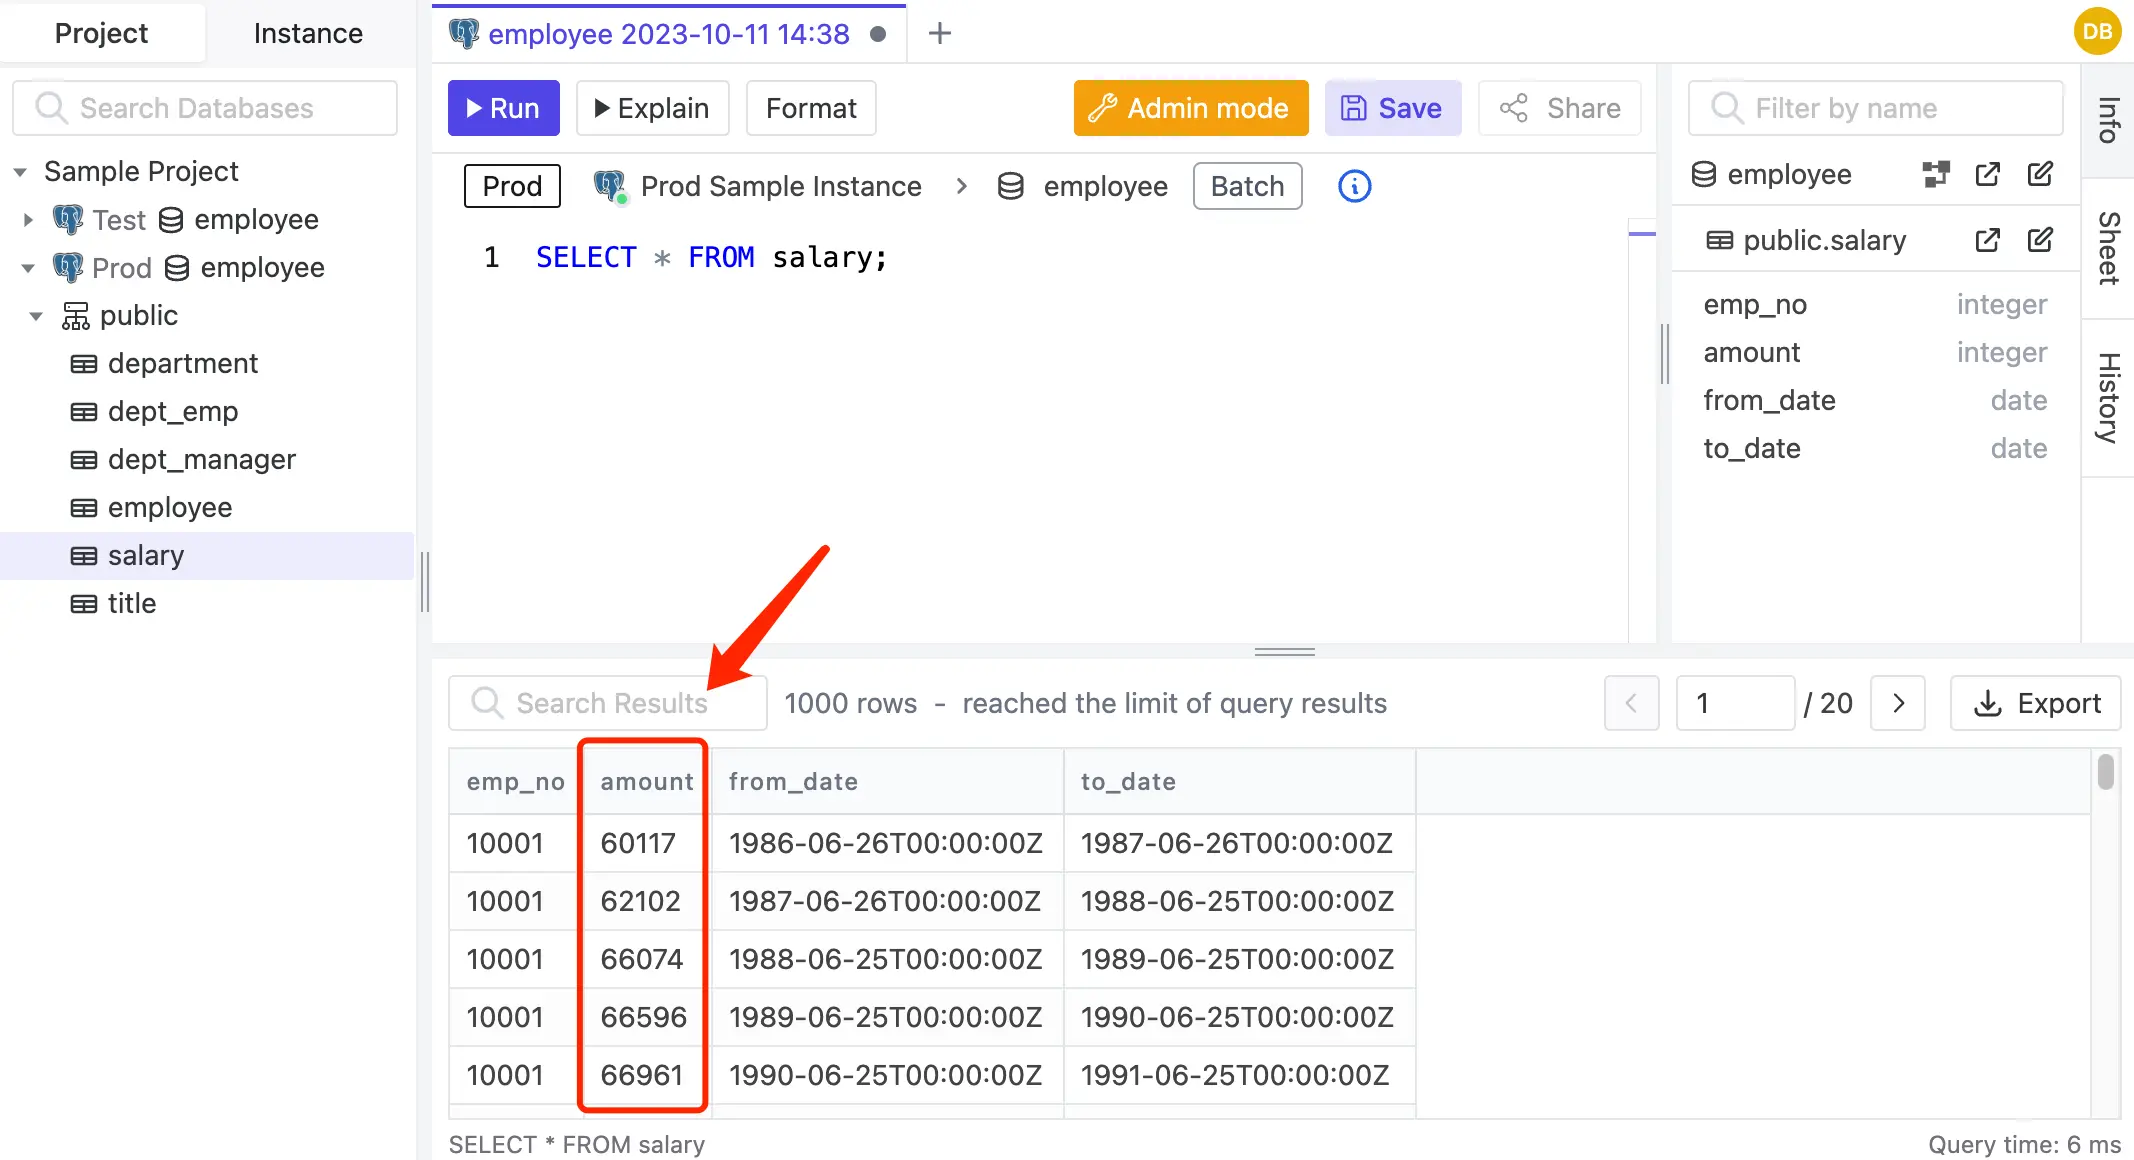 Project Instance
employee 2023-10-11 14:38
DB
Search Databases
Run Explain Format Admin mode Save Share
Filter by name
Info
Sheet
History
Sample Project
Test employee
Prod employee
public
department
dept_emp
dept_manager
employee
salary
title
Prod Prod Sample Instance > employee Batch
1 SELECT * FROM salary;
employee
public.salary
emp_no integer
amount integer
from_date date
to_date date
Search Results 1000 rows - reached the limit of query results 1 / 20 Export
emp_no amount from_date to_date
10001 60117 1986-06-26T00:00:00Z 1987-06-26T00:00:00Z
10001 62102 1987-06-26T00:00:00Z 1988-06-25T00:00:00Z
10001 66074 1988-06-25T00:00:00Z 1989-06-25T00:00:00Z
10001 66596 1989-06-25T00:00:00Z 1990-06-25T00:00:00Z
10001 66961 1990-06-25T00:00:00Z 1991-06-25T00:00:00Z
SELECT * FROM salary Query time: 6 ms